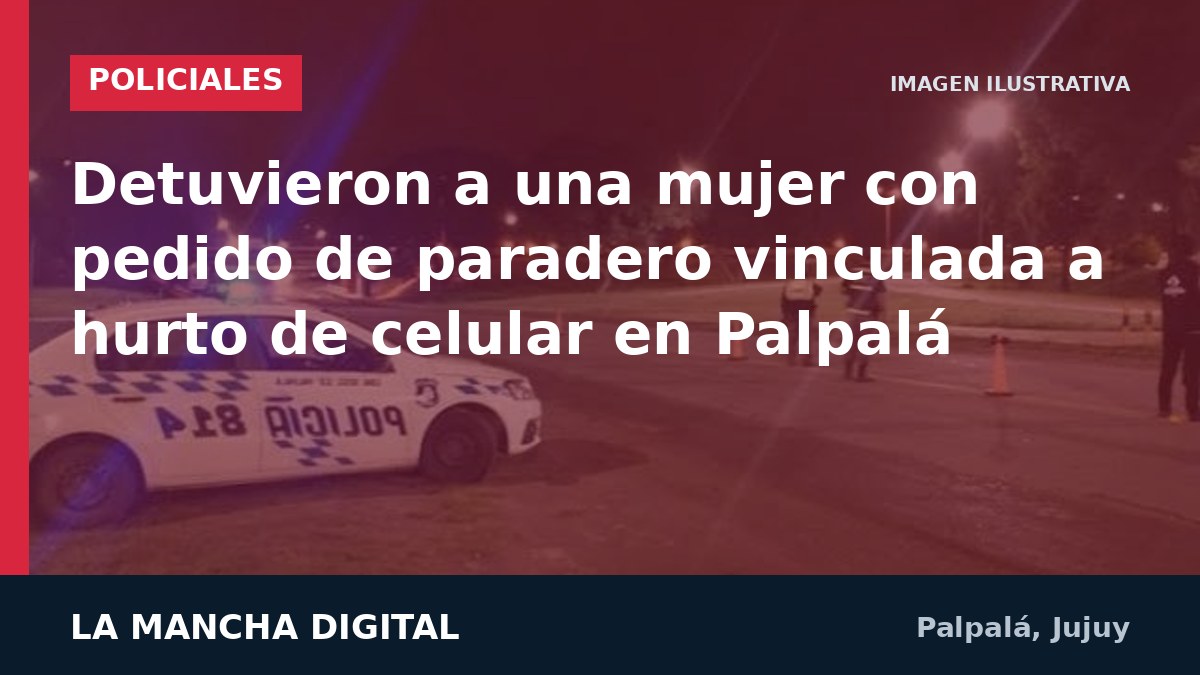 POLICIALES
IMAGEN ILUSTRATIVA
Detuvieron a una mujer con
pedido de paradero vinculada a
hurto de celular en Palpalá
814 POLICIA
LA MANCHA DIGITAL
Palpalá, Jujuy